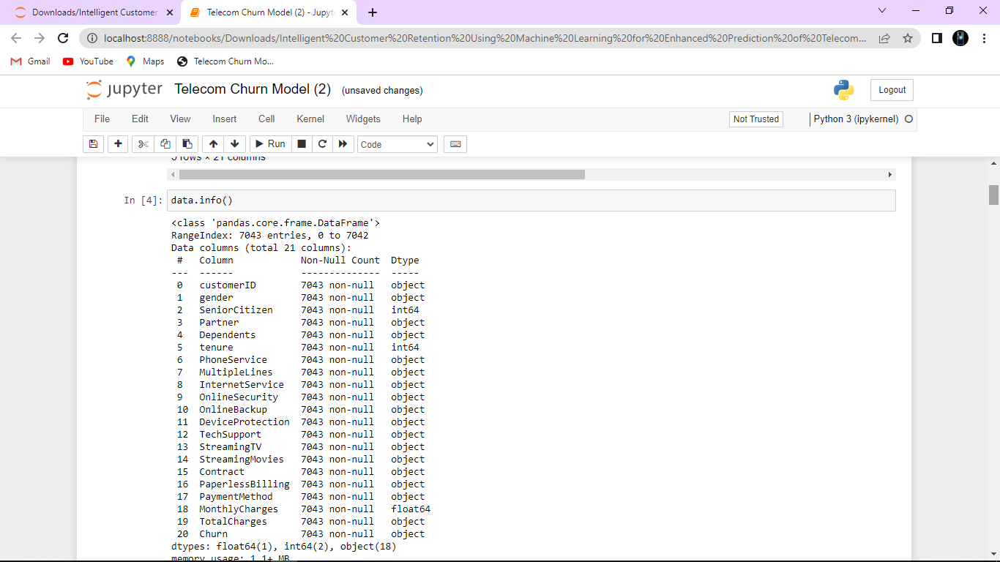 Downloads/Intelligent Customer
Telecom Churn Model (2) - Jupyt
localhost:8888/notebooks/Downloads/Intelligent%20Customer%20Retention%20Using%20Machine%20Learning%20for%20Enhanced%20Prediction%20of%20Telecom...
Gmail YouTube Maps Telecom Churn Mo...
jupyter Telecom Churn Model (2) (unsaved changes) Logout
File Edit View Insert Cell Kernel Widgets Help Not Trusted Python 3 (ipykernel)
Run Code
5 rows × 21 columns
In [4]: data.info()
<class 'pandas.core.frame.DataFrame'>
RangeIndex: 7043 entries, 0 to 7042
Data columns (total 21 columns):
# Column Non-Null Count Dtype
--- ------ -------------- -----
0 customerID 7043 non-null object
1 gender 7043 non-null object
2 SeniorCitizen 7043 non-null int64
3 Partner 7043 non-null object
4 Dependents 7043 non-null object
5 tenure 7043 non-null int64
6 PhoneService 7043 non-null object
7 MultipleLines 7043 non-null object
8 InternetService 7043 non-null object
9 OnlineSecurity 7043 non-null object
10 OnlineBackup 7043 non-null object
11 DeviceProtection 7043 non-null object
12 TechSupport 7043 non-null object
13 StreamingTV 7043 non-null object
14 StreamingMovies 7043 non-null object
15 Contract 7043 non-null object
16 PaperlessBilling 7043 non-null object
17 PaymentMethod 7043 non-null object
18 MonthlyCharges 7043 non-null float64
19 TotalCharges 7043 non-null object
20 Churn 7043 non-null object
dtypes: float64(1), int64(2), object(18)
memory usage: 1.1+ MB